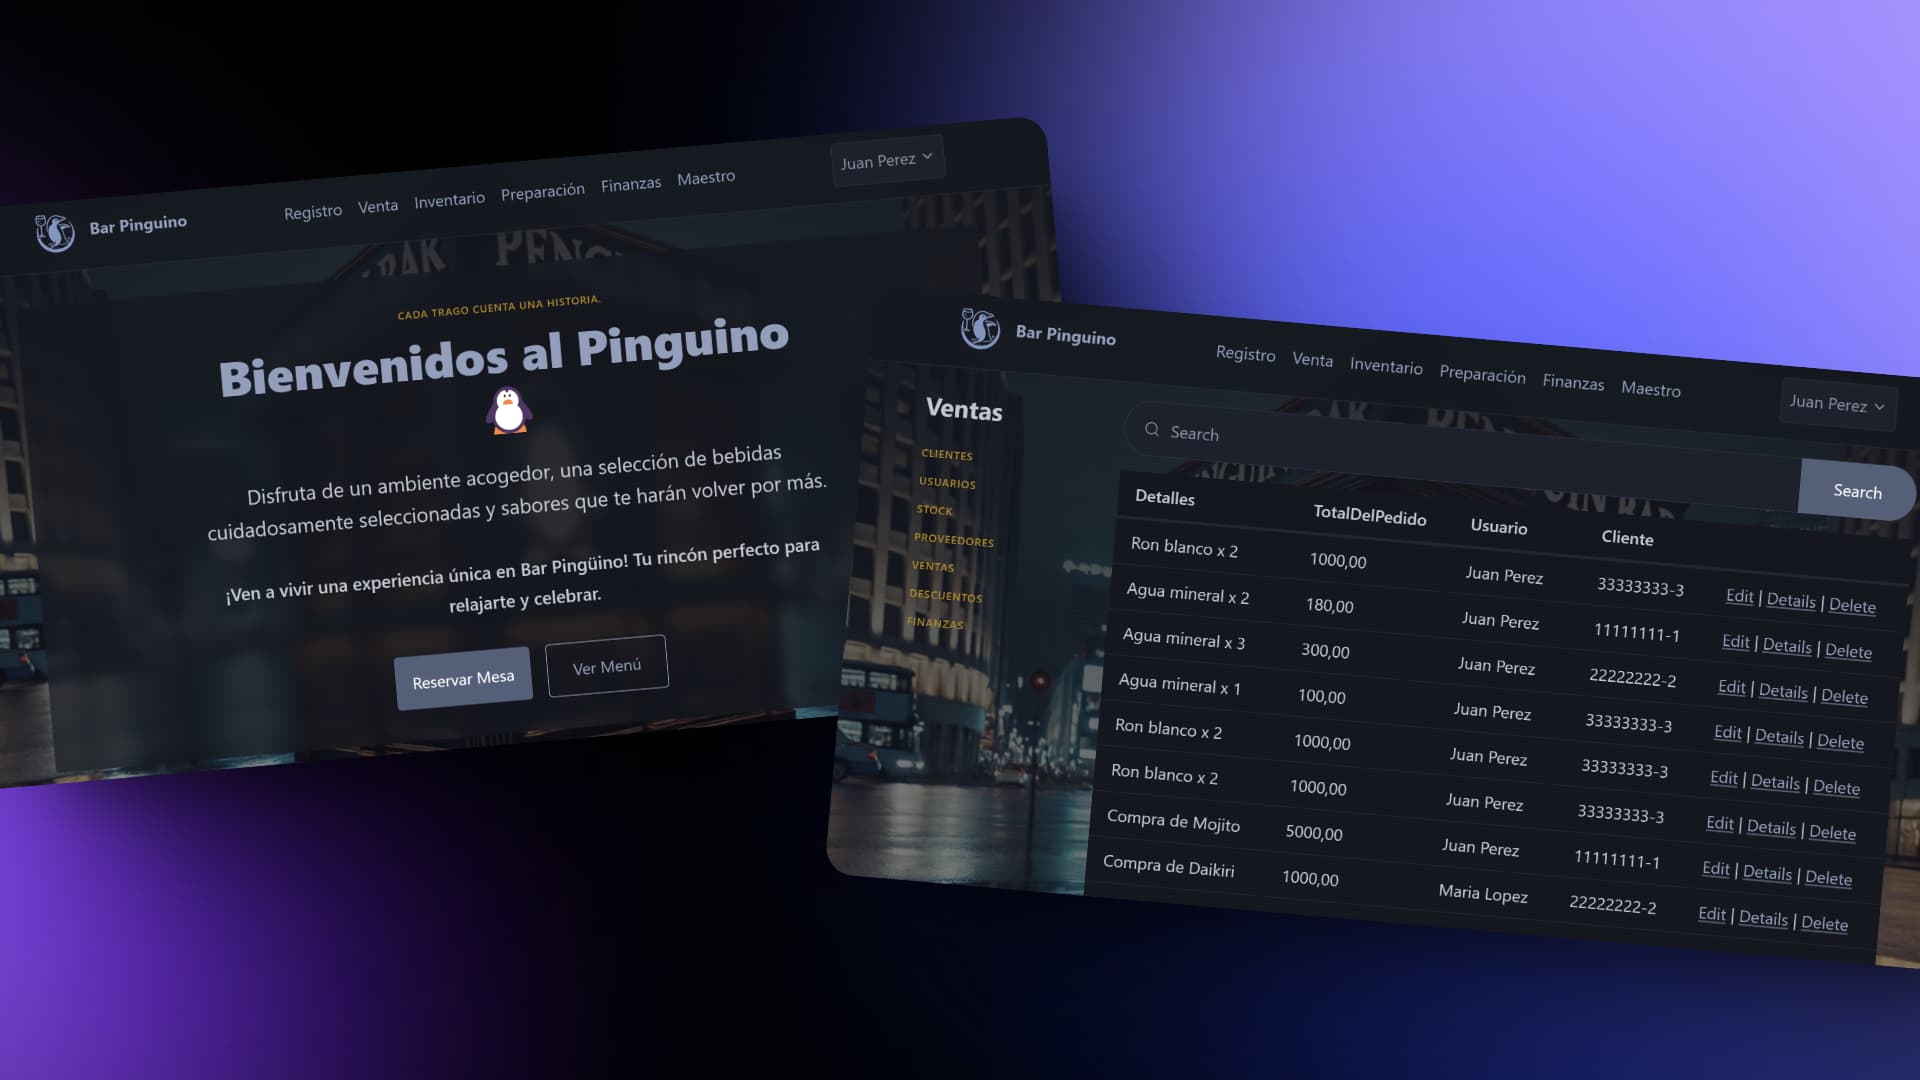 Bar Pinguino
Registro Venta Inventario Preparación Finanzas Maestro
Juan Perez
CADA TRAGO CUENTA UNA HISTORIA.
Bienvenidos al Pinguino
Disfruta de un ambiente acogedor, una selección de bebidas
cuidadosamente seleccionadas y sabores que te harán volver por más.
¡Ven a vivir una experiencia única en Bar Pingüino! Tu rincón perfecto para
relajarte y celebrar.
Reservar Mesa
Ver Menú
Bar Pinguino
Registro Venta Inventario Preparación Finanzas Maestro
Juan Perez
Ventas
CLIENTES
USUARIOS
STOCK
PROVEEDORES
VENTAS
DESCUENTOS
FINANZAS
Search
Search
Detalles TotalDelPedido Usuario Cliente
Ron blanco x 2 1000,00 Juan Perez 33333333-3 Edit | Details | Delete
Agua mineral x 2 180,00 Juan Perez 11111111-1 Edit | Details | Delete
Agua mineral x 3 300,00 Juan Perez 22222222-2 Edit | Details | Delete
Agua mineral x 1 100,00 Juan Perez 33333333-3 Edit | Details | Delete
Ron blanco x 2 1000,00 Juan Perez 33333333-3 Edit | Details | Delete
Ron blanco x 2 1000,00 Juan Perez 33333333-3 Edit | Details | Delete
Compra de Mojito 5000,00 Juan Perez 11111111-1 Edit | Details | Delete
Compra de Daikiri 1000,00 Maria Lopez 22222222-2 Edit | Details | Delete